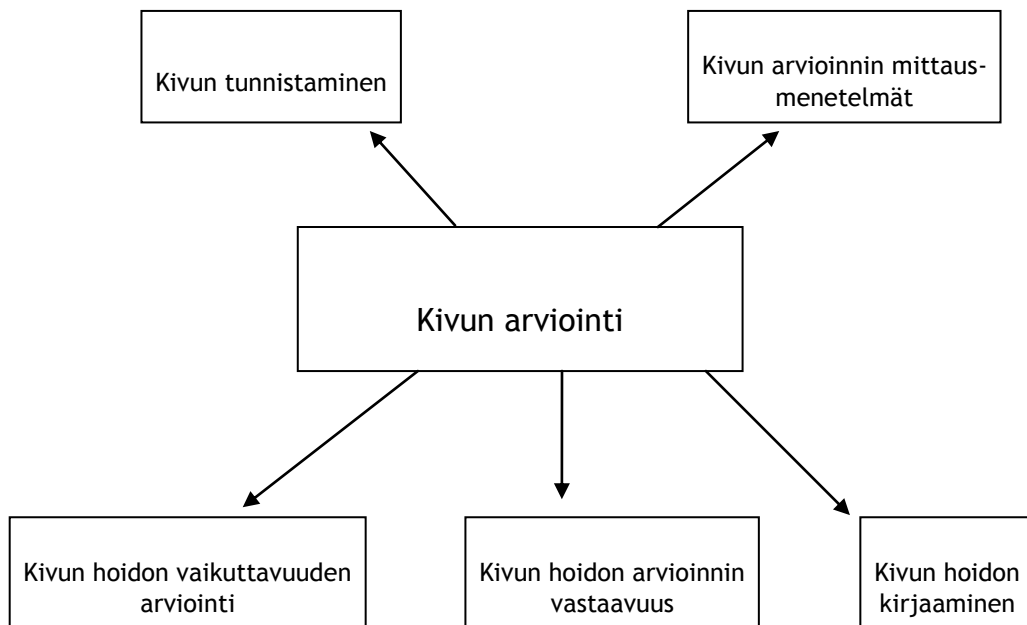 Kivun tunnistaminen
Kivun arvioinnin mittaus-
menetelmät
Kivun arviointi
Kivun hoidon vaikuttavuuden
arviointi
Kivun hoidon arvioinnin
vastaavuus
Kivun hoidon
kirjaaminen